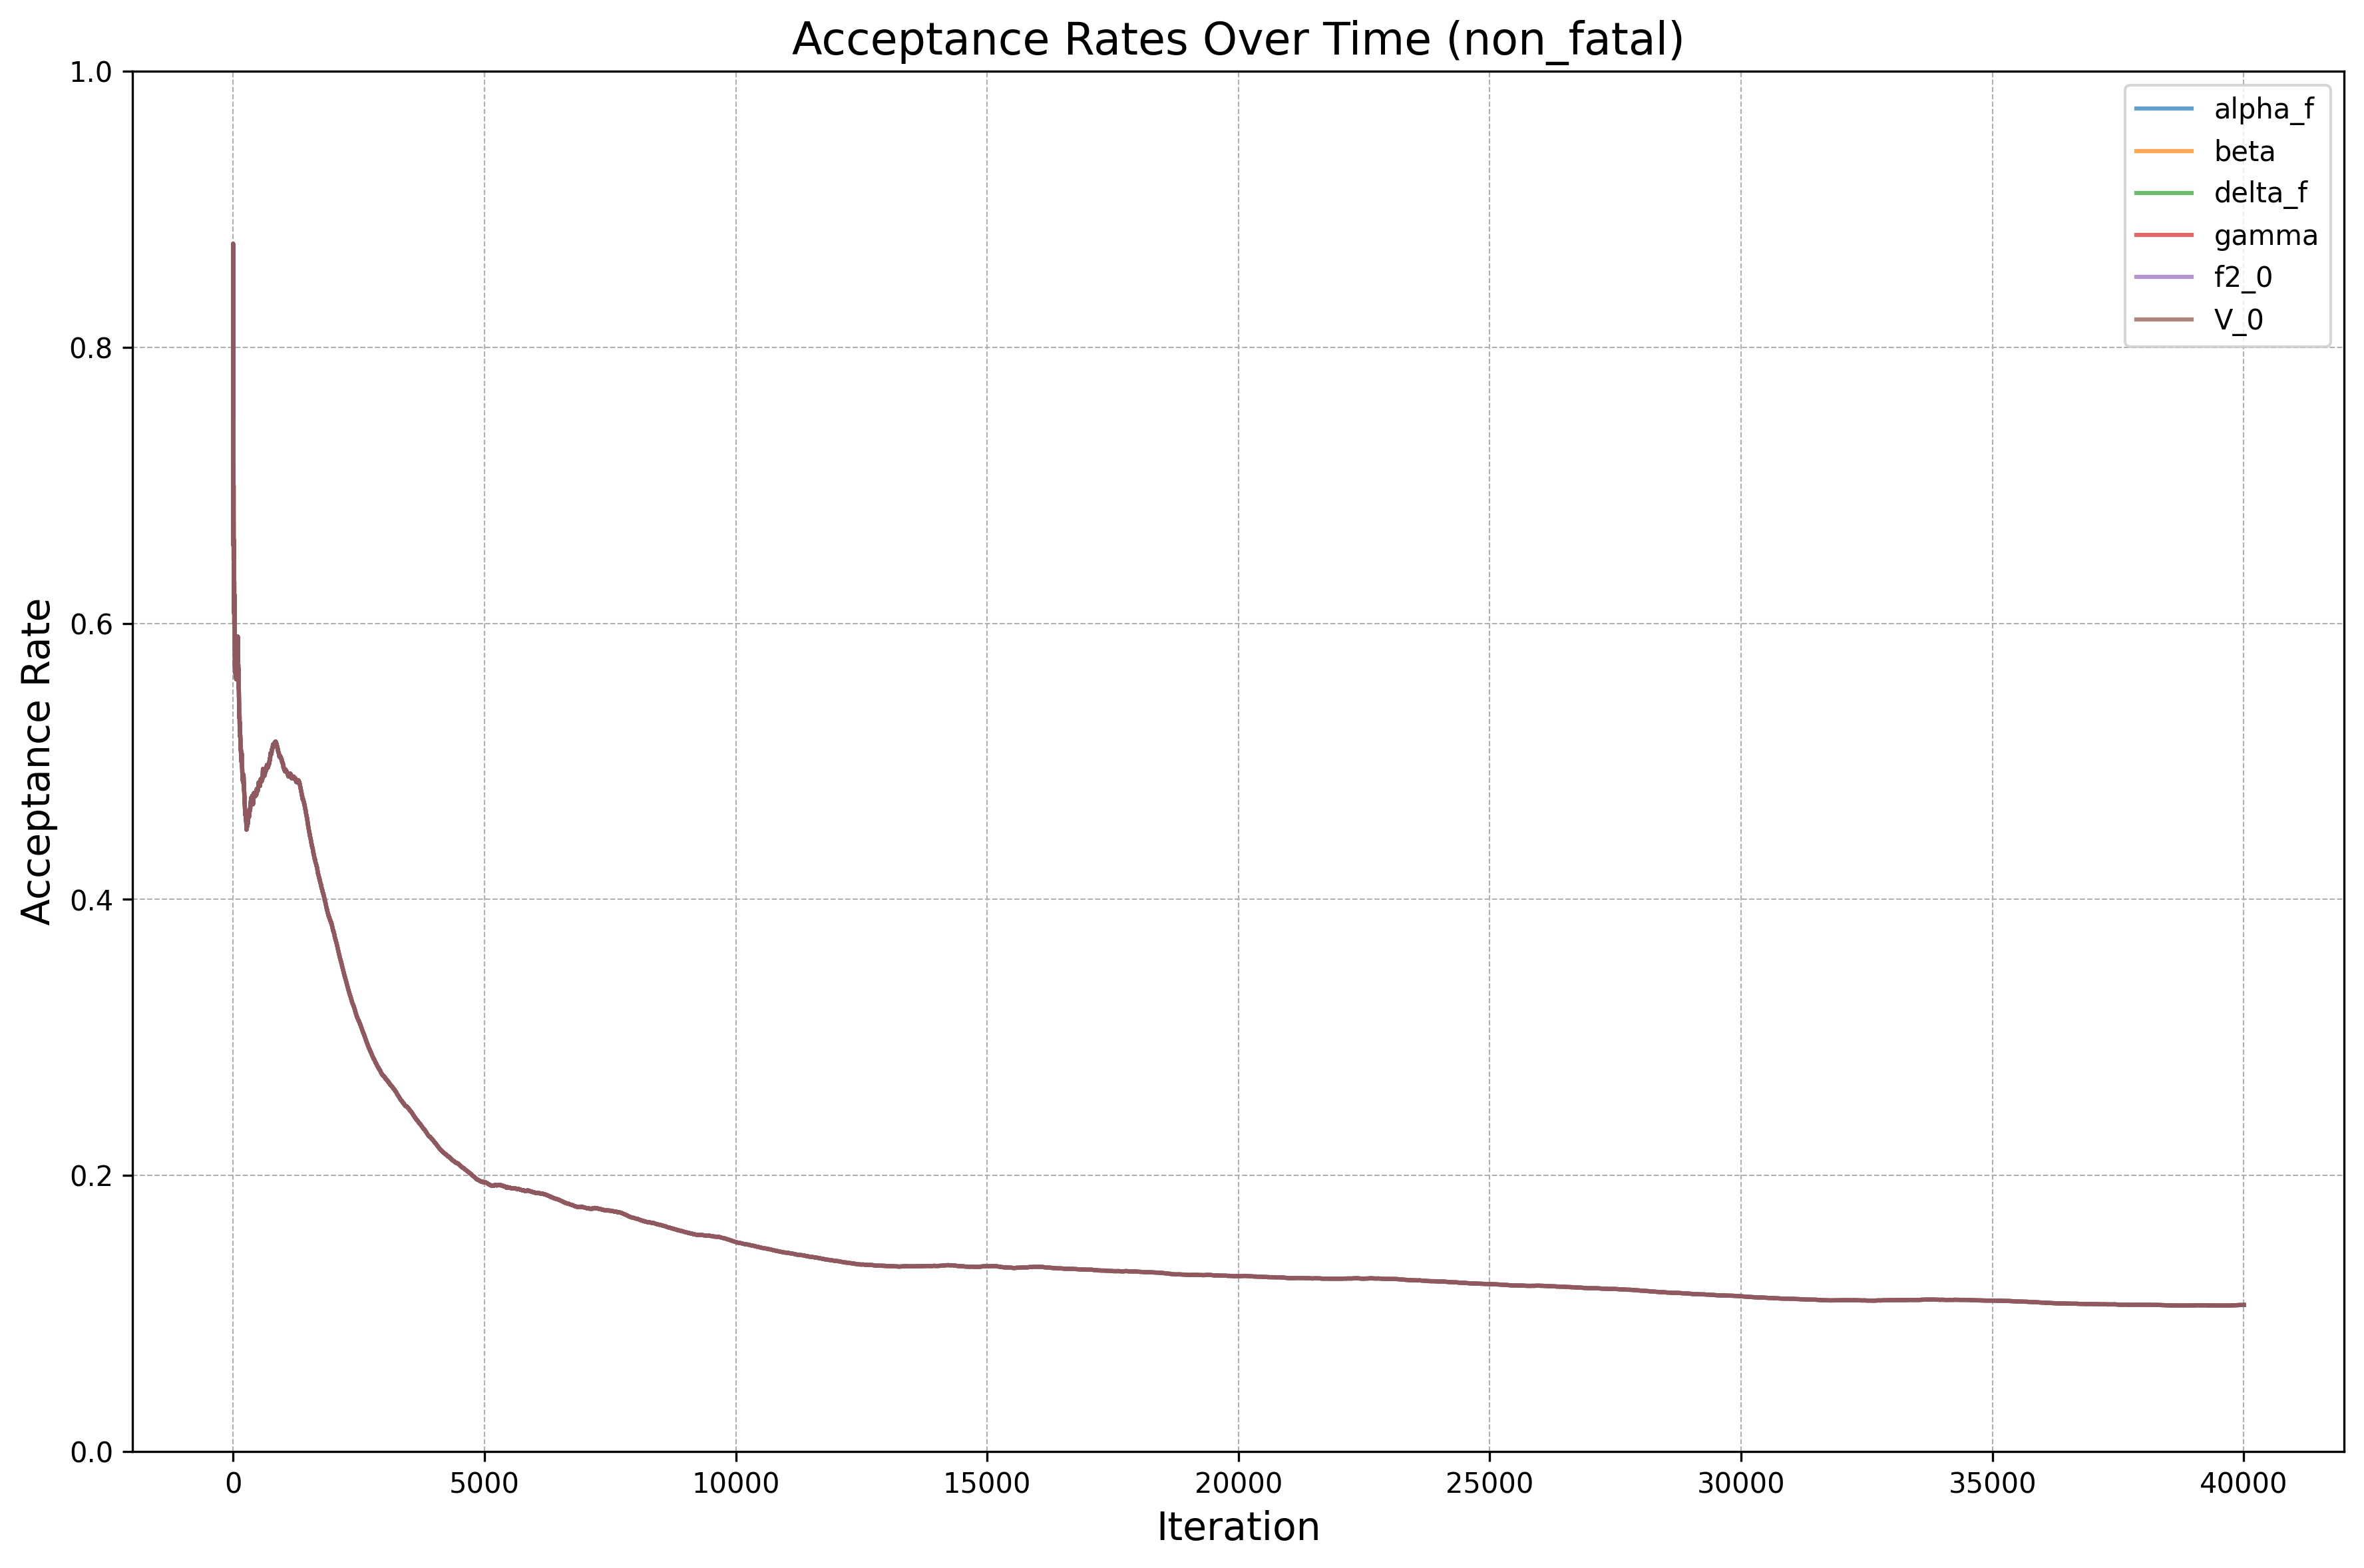 Acceptance Rates Over Time (non_fatal)
1.0
0.8
0.6
0.4
0.2
0.0
Acceptance Rate
alpha_f
beta
delta_f
gamma
f2_0
V_0
0 5000 10000 15000 20000 25000 30000 35000 40000
Iteration